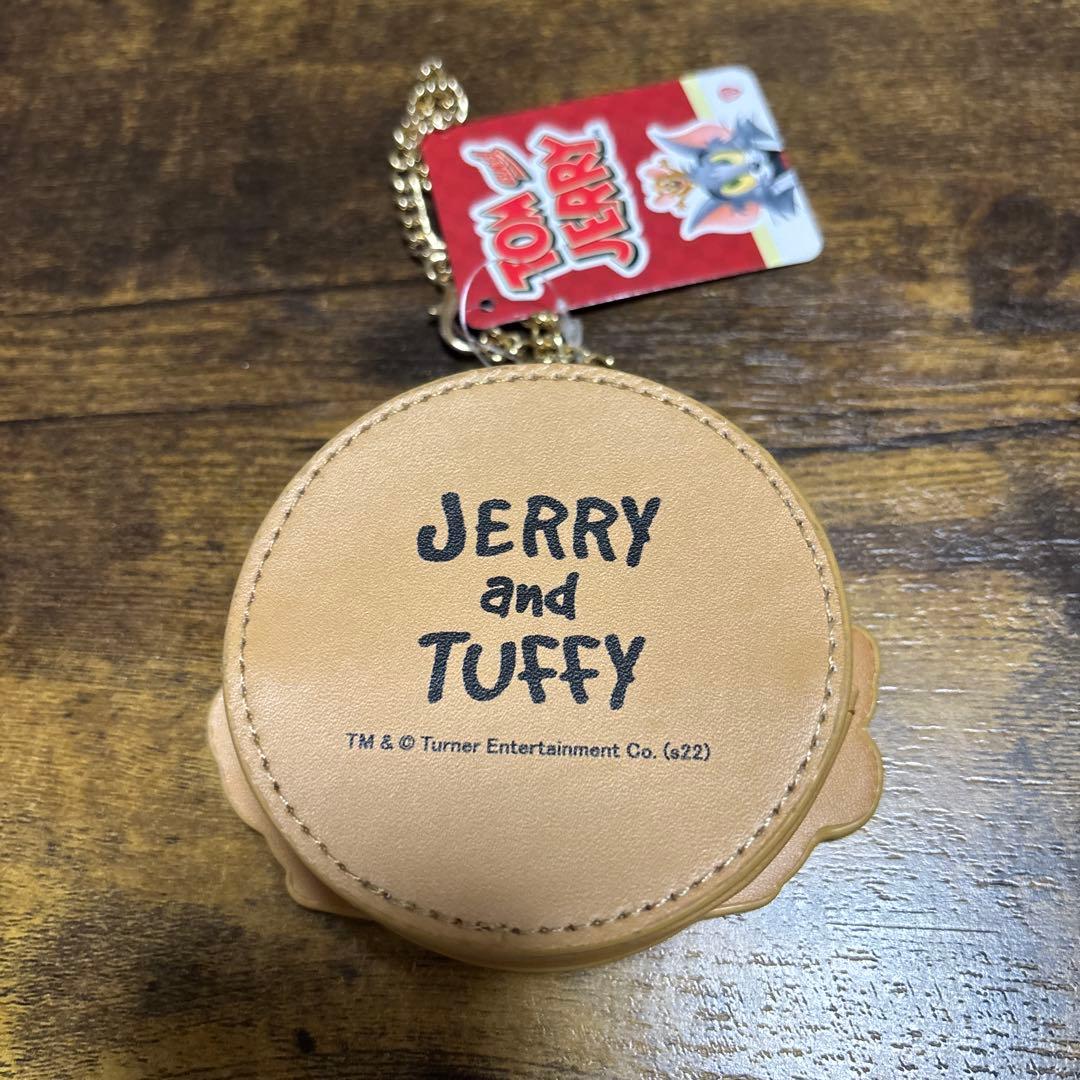 TOM
and
JERRY
JERRY
and
TUFFY
TM & © Turner Entertainment Co. (s22)